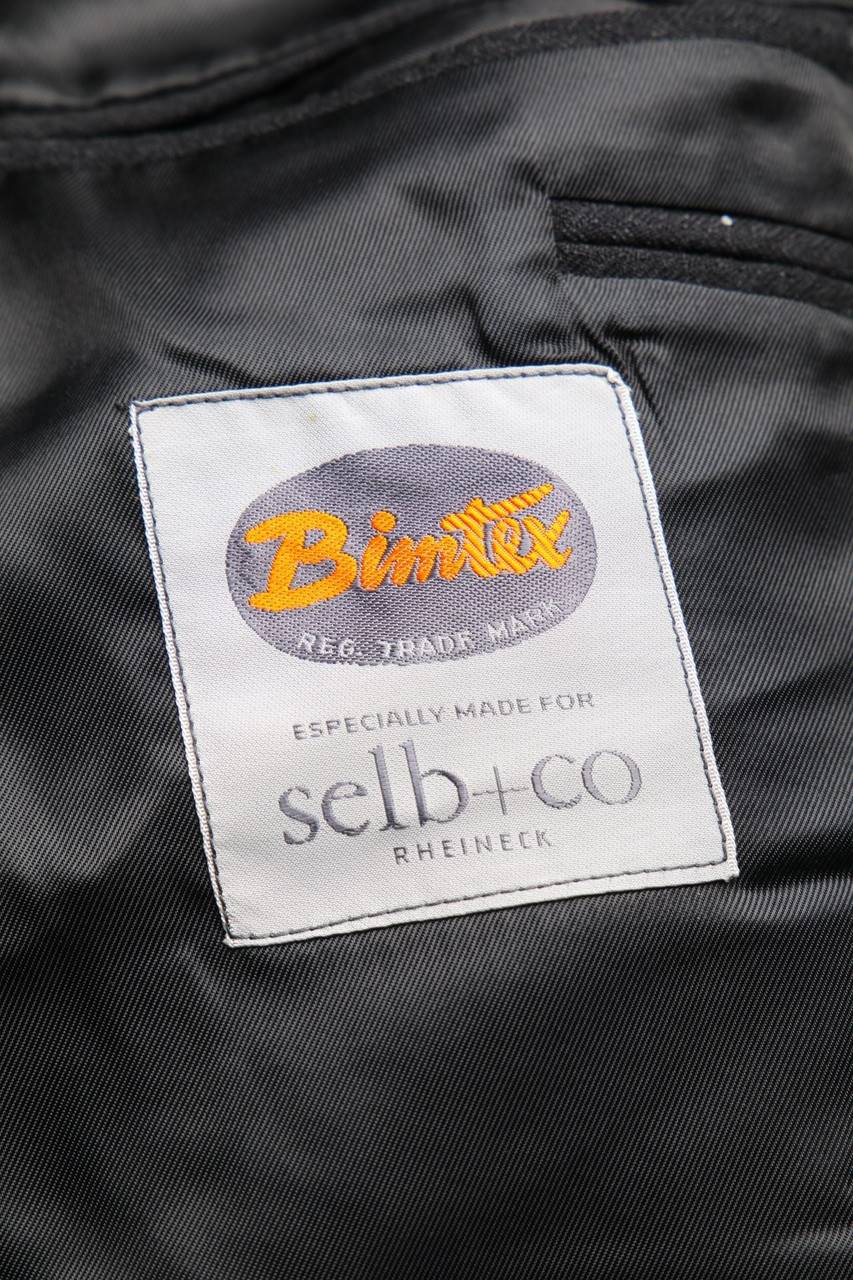 Bimtex
REG. TRADE MARK
ESPECIALLY MADE FOR
selb+co
RHEINECK